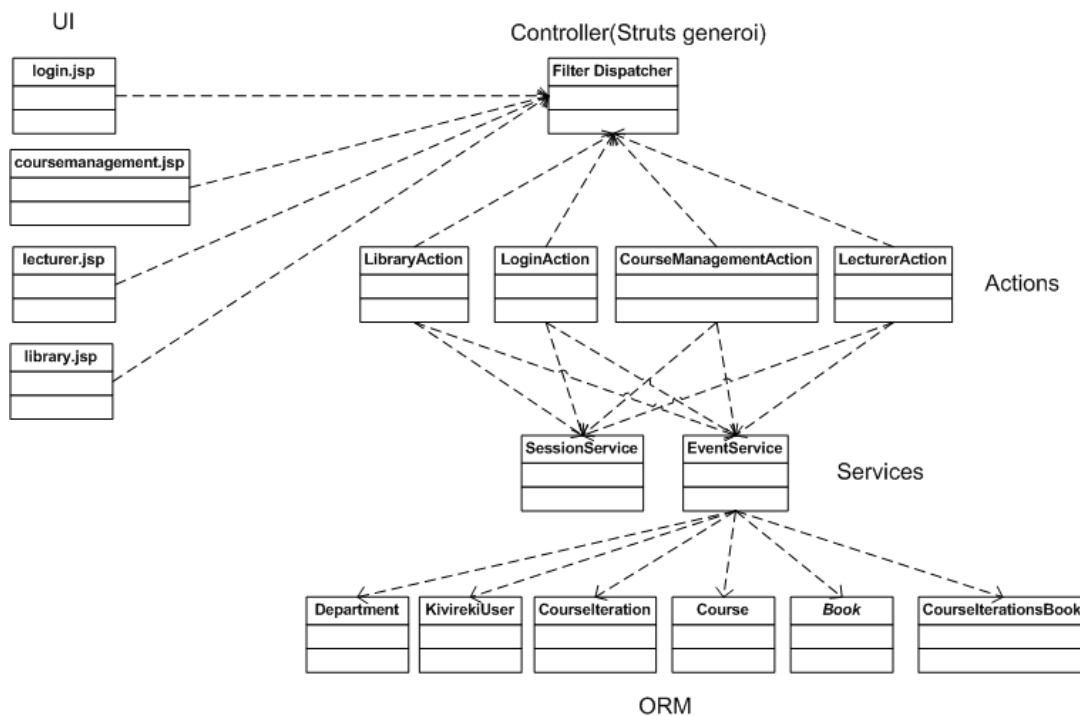 UI
Controller(Struts generoi)
login.jsp
Filter Dispatcher
coursemanagement.jsp
lecturer.jsp
LibraryAction
LoginAction
CourseManagementAction
LecturerAction
Actions
library.jsp
SessionService
EventService
Services
Department
KivirekiUser
CourseIteration
Course
Book
CourseIterationsBook
ORM